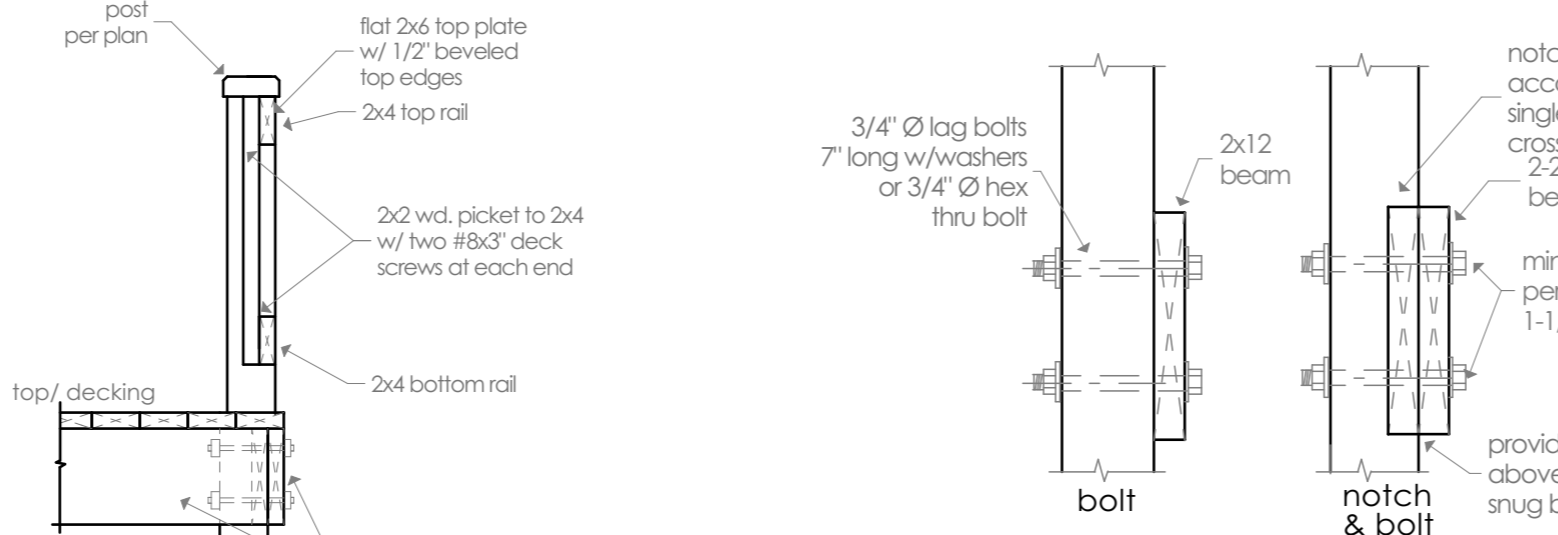 post
per plan
flat 2x6 top plate
w/ 1/2" beveled
top edges
2x4 top rail
2x2 wd. picket to 2x4
w/ two #8x3" deck
screws at each end
2x4 bottom rail
top/ decking
3/4" Ø lag bolts
7" long w/washers
or 3/4" Ø hex
thru bolt
2x12
beam
bolt
notch
& bolt